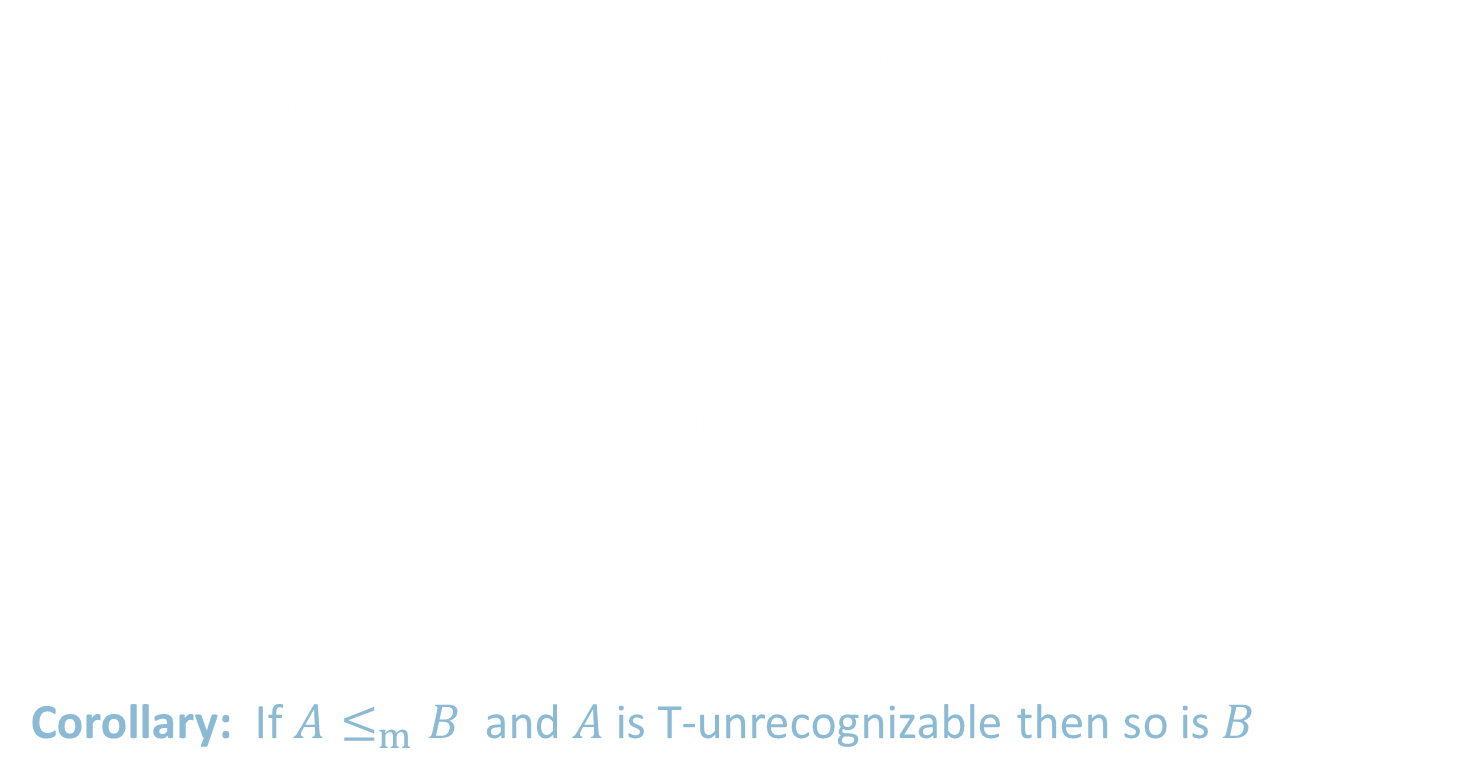 Corollary: If 𝐴 ≤m 𝐵 and 𝐴 is T-unrecognizable then so is 𝐵